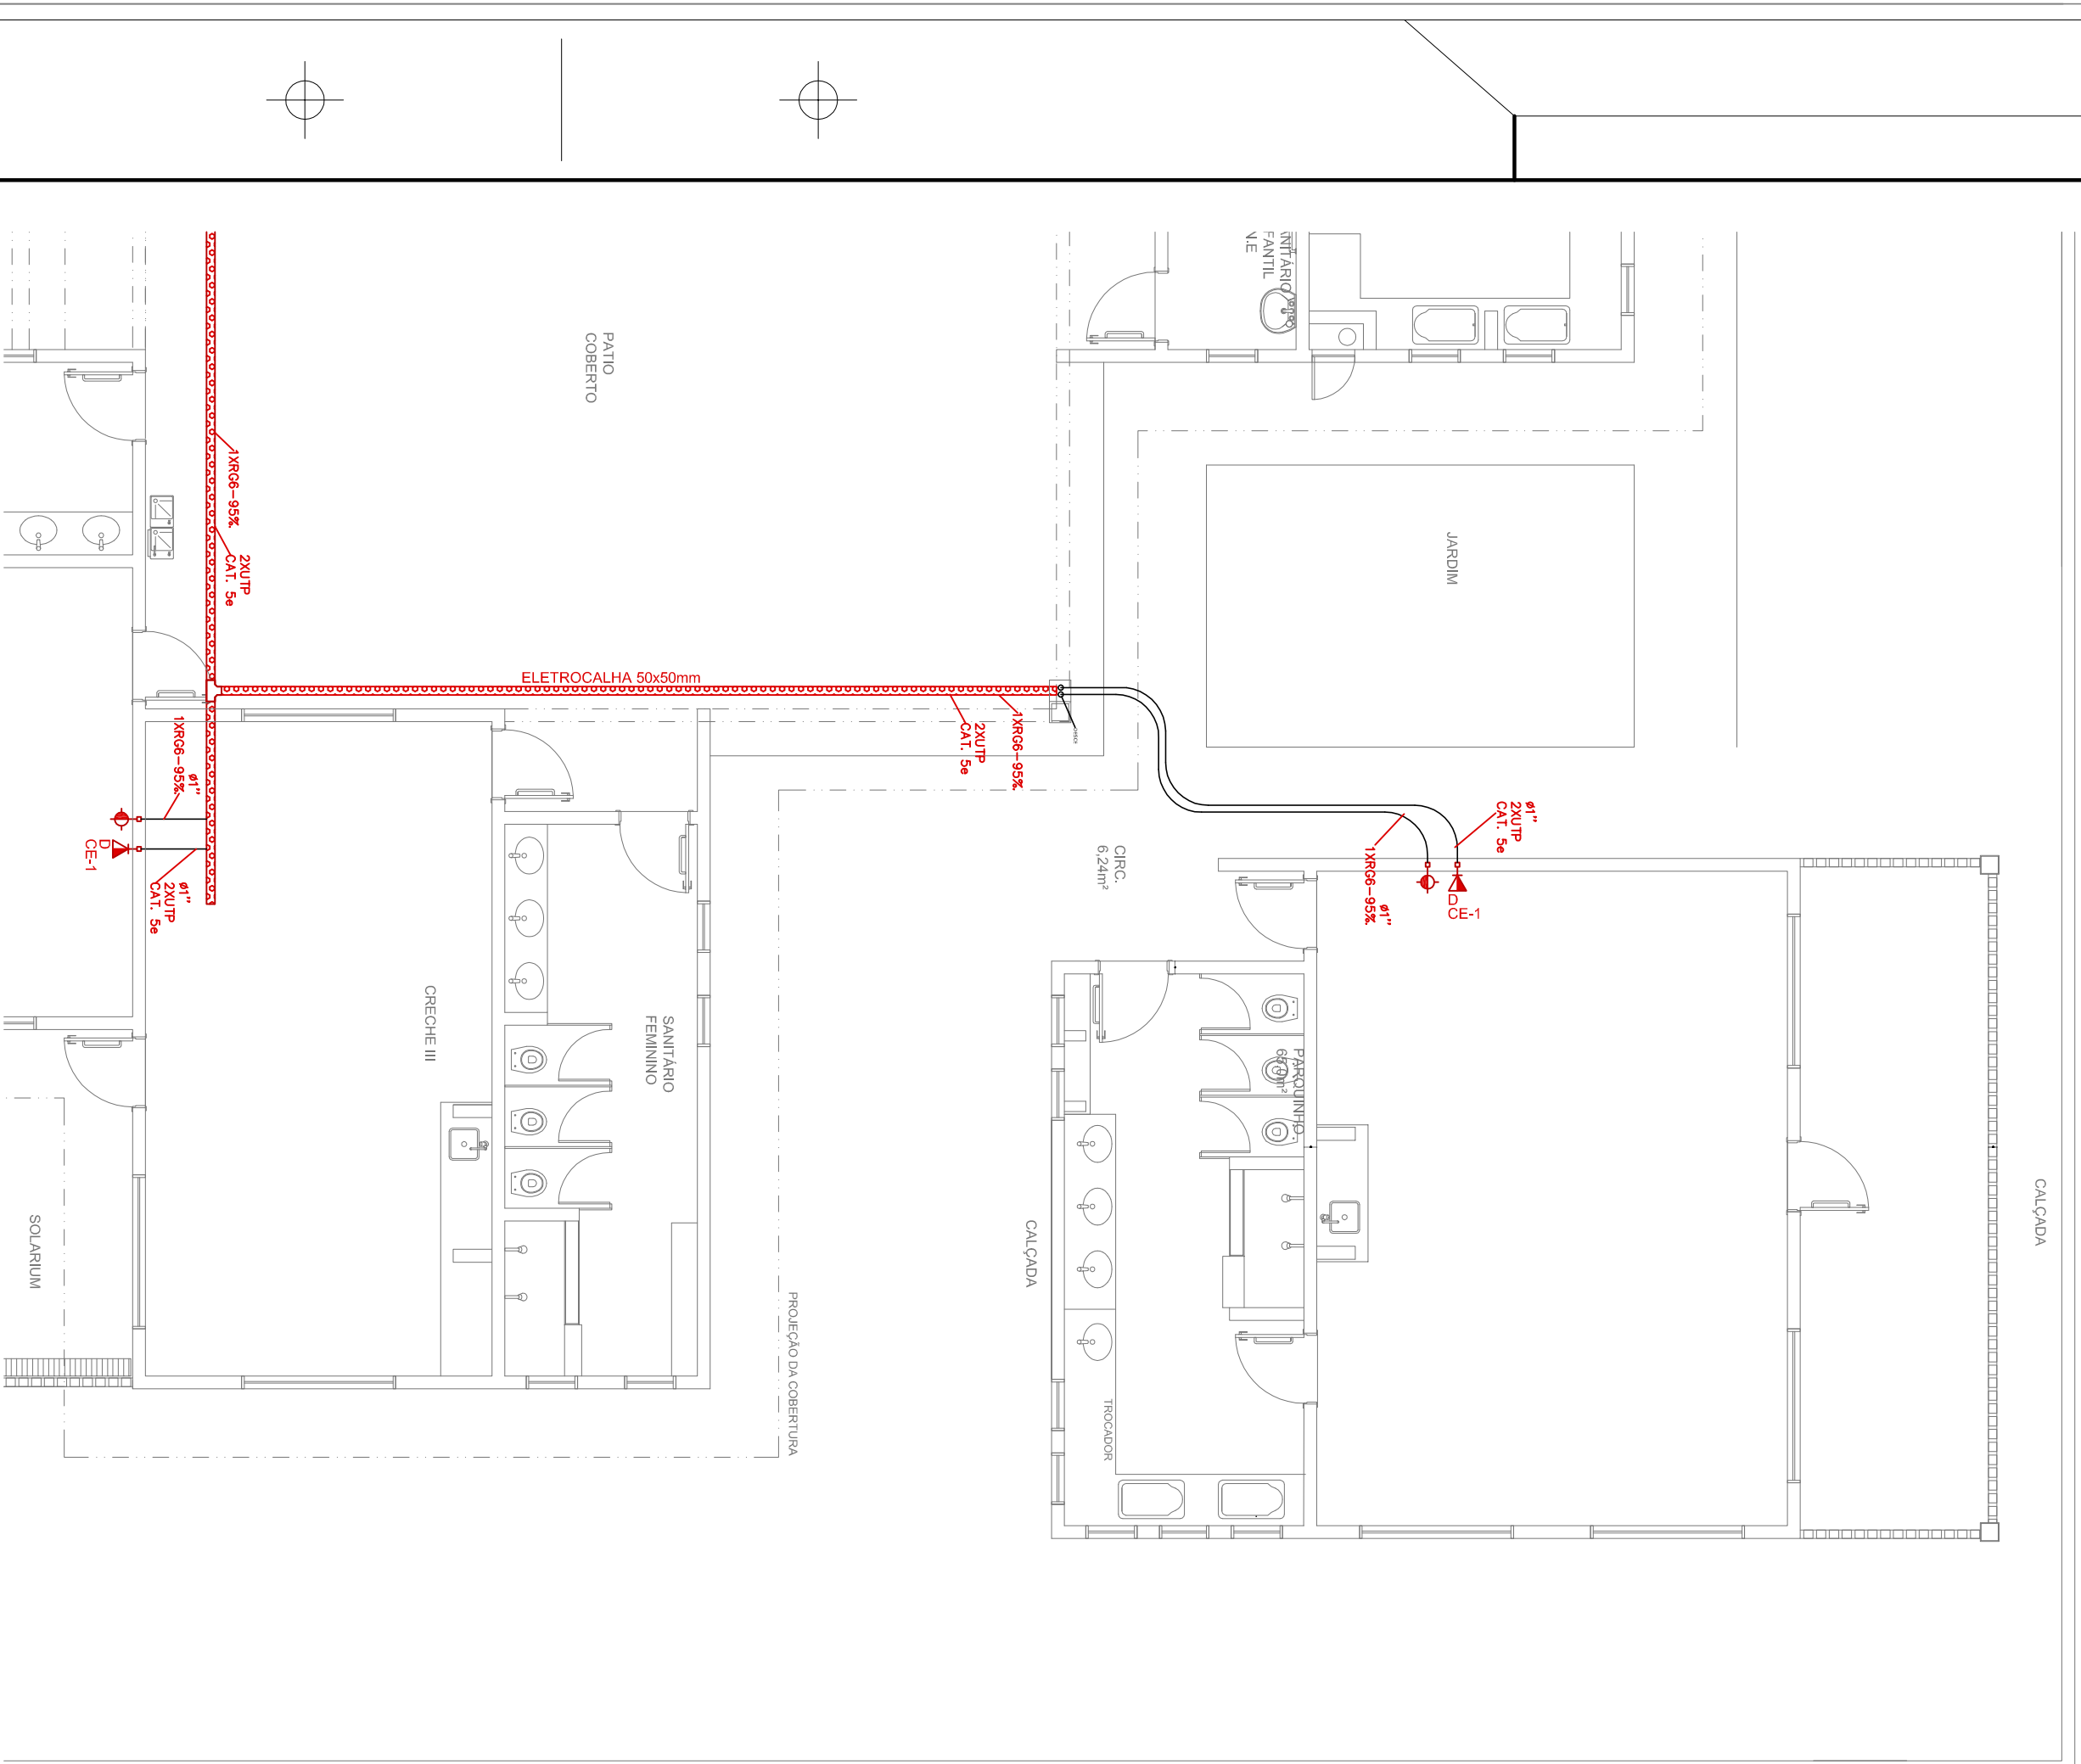 NITÁRIO
FANTIL
N.E
PATIO
COBERTO
JARDIM
1XRG6-95%.
2XUTP
CAT. 5e
ELETROCALHA 50x50mm
1XRG6-95%.
2XUTP
CAT. 5e
ø1"
1XRG6-95%.
D
CE-1
ø1"
2XUTP
CAT. 5e
ø1"
2XUTP
CAT. 5e
ø1"
1XRG6-95%.
D
CE-1
CIRC.
6,24m²
CRECHE III
SANITÁRIO
FEMININO
PARQUINHO
CALÇADA
CALÇADA
SOLARIUM
PROJEÇÃO DA COBERTURA
TROCADOR